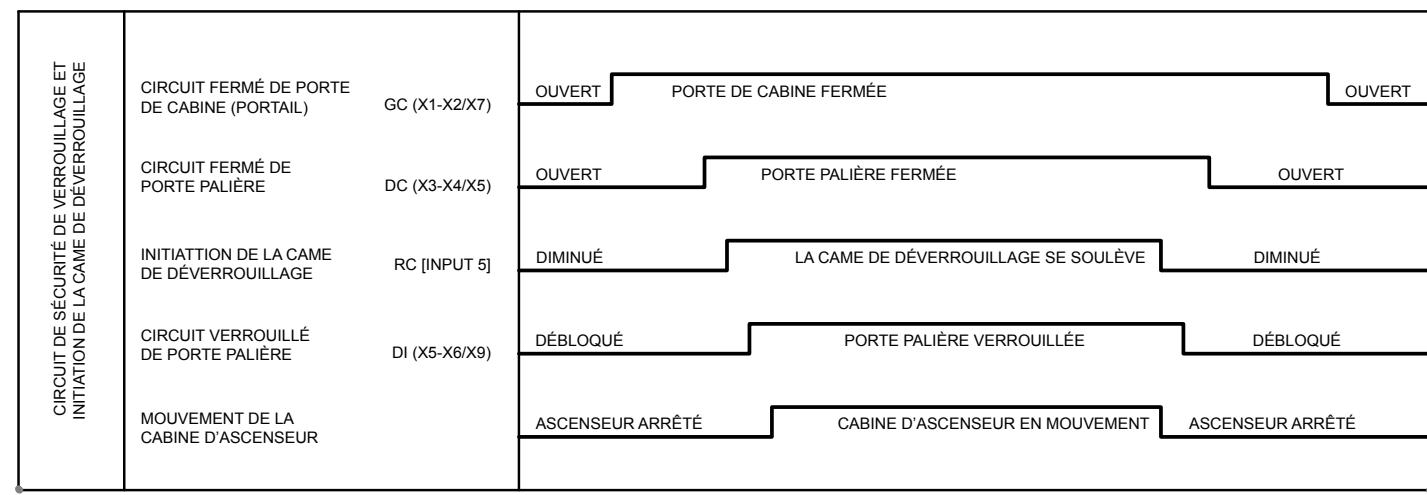 CIRCUIT DE SÉCURITÉ DE VERROUILLAGE ET
INITIATION DE LA CAME DE DÉVERROUILLAGE
CIRCUIT FERMÉ DE PORTE
DE CABINE (PORTAIL)
GC (X1-X2/X7)
OUVERT
PORTE DE CABINE FERMÉE
OUVERT
CIRCUIT FERMÉ DE
PORTE PALIÈRE
DC (X3-X4/X5)
OUVERT
PORTE PALIÈRE FERMÉE
OUVERT
INITIATTION DE LA CAME
DE DÉVERROUILLAGE
RC [INPUT 5]
DIMINUÉ
LA CAME DE DÉVERROUILLAGE SE SOULÈVE
DIMINUÉ
CIRCUIT VERROUILLÉ
DE PORTE PALIÈRE
DI (X5-X6/X9)
DÉBLOQUÉ
PORTE PALIÈRE VERROUILLÉE
DÉBLOQUÉ
MOUVEMENT DE LA
CABINE D'ASCENSEUR
ASCENSEUR ARRÊTÉ
CABINE D'ASCENSEUR EN MOUVEMENT
ASCENSEUR ARRÊTÉ